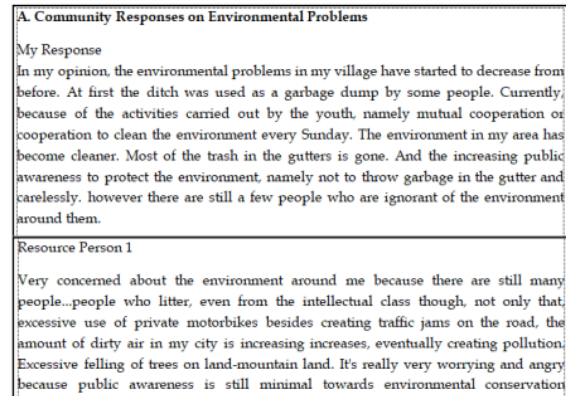 A. Community Responses on Environmental Problems
My Response
In my opinion, the environmental problems in my village have started to decrease from
before. At first the ditch was used as a garbage dump by some people. Currently,
because of the activities carried out by the youth, namely mutual cooperation or
cooperation to clean the environment every Sunday. The environment in my area has
become cleaner. Most of the trash in the gutters is gone. And the increasing public
awareness to protect the environment, namely not to throw garbage in the gutter and
carelessly. however there are still a few people who are ignorant of the environment
around them.
Resource Person 1
Very concerned about the environment around me because there are still many
people...people who litter, even from the intellectual class though, not only that,
excessive use of private motorbikes besides creating traffic jams on the road, the
amount of dirty air in my city is increasing increases, eventually creating pollution.
Excessive felling of trees on land-mountain land. It's really very worrying and angry
because public awareness is still minimal towards environmental conservation